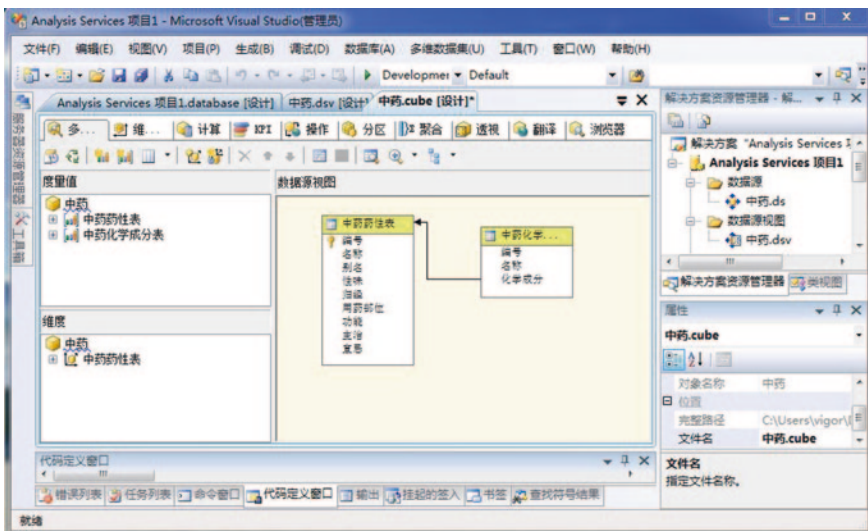 Analysis Services 项目1 - Microsoft Visual Studio(管理员)
文件(F) 编辑(E) 视图(V) 项目(P) 生成(B) 调试(D) 数据库(A) 多维数据集(U) 工具(T) 窗口(W) 帮助(H)
Developmer Default
Analysis Services 项目1.database [设计] 中药.dsv [设计] 中药.cube [设计]*
多... 维... 计算 KPI 操作 分区 聚合 透视 翻译 浏览器
度量值
中药
中药药性表
中药化学成分表
维度
中药
中药药性表
数据源视图
中药药性表
编号
名称
别名
性味
归经
用药部位
功能
主治
宜忌
中药化学...
编号
名称
化学成分
服务器资源管理器
工具箱
解决方案资源管理器 - 解...
解决方案 "Analysis Services
Analysis Services 项目1
数据源
中药.ds
数据源视图
中药.dsv
解决方案资源管理器 类视图
属性
中药.cube
对象名称 中药
位置
完整路径 C:\Users\vigor\
文件名 中药.cube
文件名
指定文件名称。
代码定义窗口
错误列表 任务列表 命令窗口 代码定义窗口 输出 挂起的签入 书签 查找符号结果
就绪